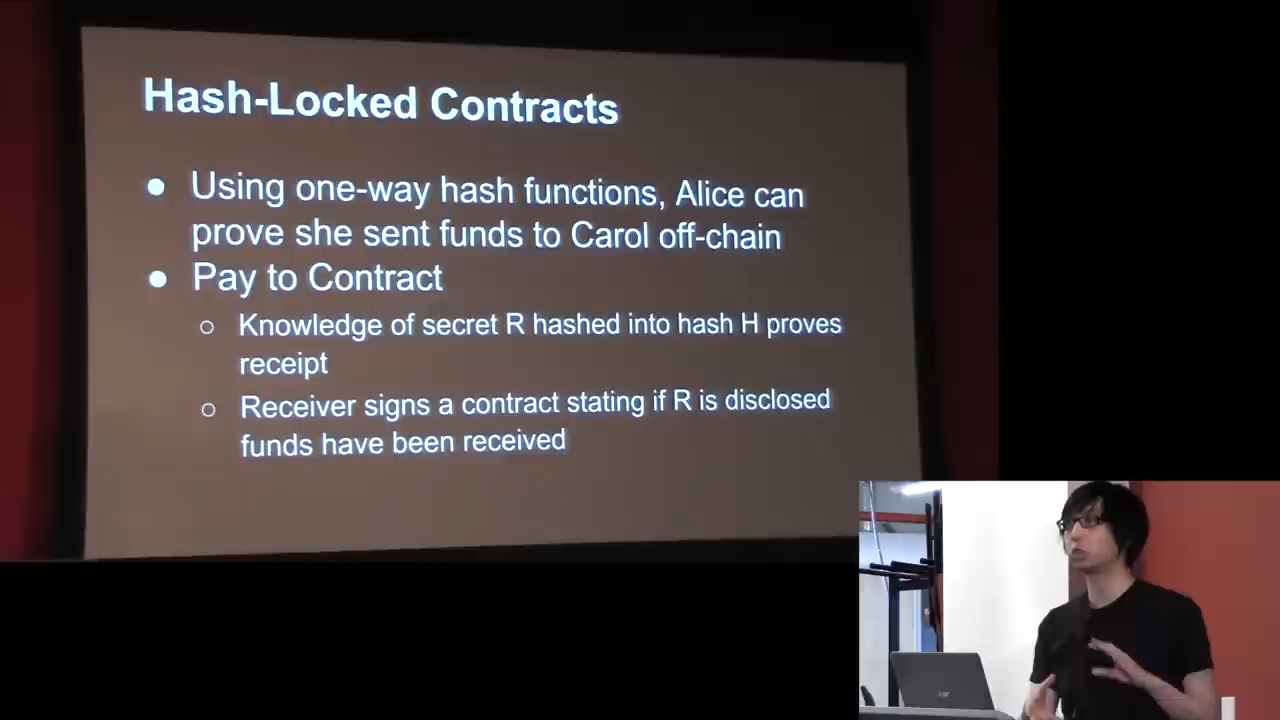 Hash-Locked Contracts
● Using one-way hash functions, Alice can
prove she sent funds to Carol off-chain
● Pay to Contract
○ Knowledge of secret R hashed into hash H proves
receipt
○ Receiver signs a contract stating if R is disclosed
funds have been received